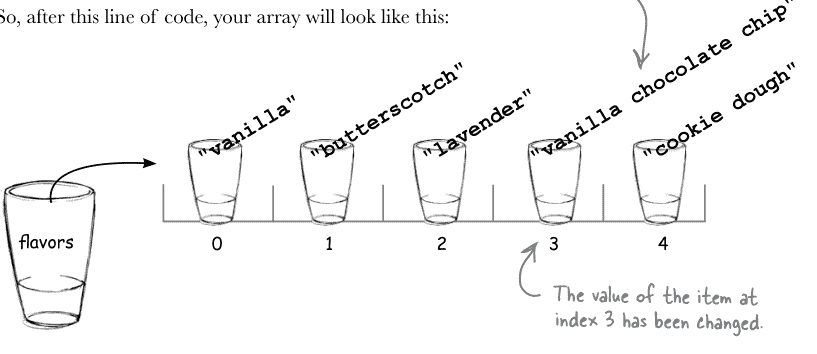 So, after this line of code, your array will look like this:
"vanilla"
"butterscotch"
"lavender"
"vanilla chocolate chip"
"cookie dough"
flavors
0 1 2 3 4
The value of the item at
index 3 has been changed.